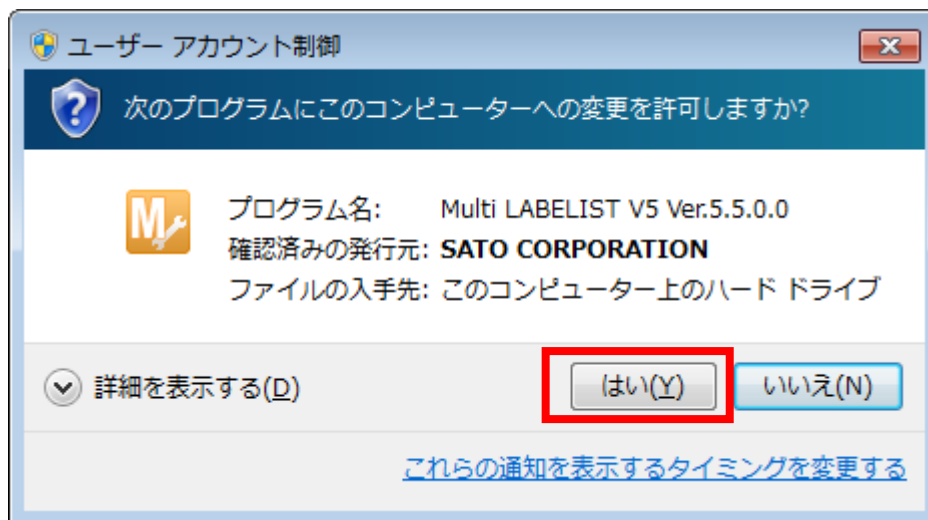 ユーザー アカウント制御
次のプログラムにこのコンピューターへの変更を許可しますか?
M
プログラム名: Multi LABELIST V5 Ver.5.5.0.0
確認済みの発行元: SATO CORPORATION
ファイルの入手先: このコンピューター上のハード ドライブ
詳細を表示する(D) はい(Y) いいえ(N)
これらの通知を表示するタイミングを変更する